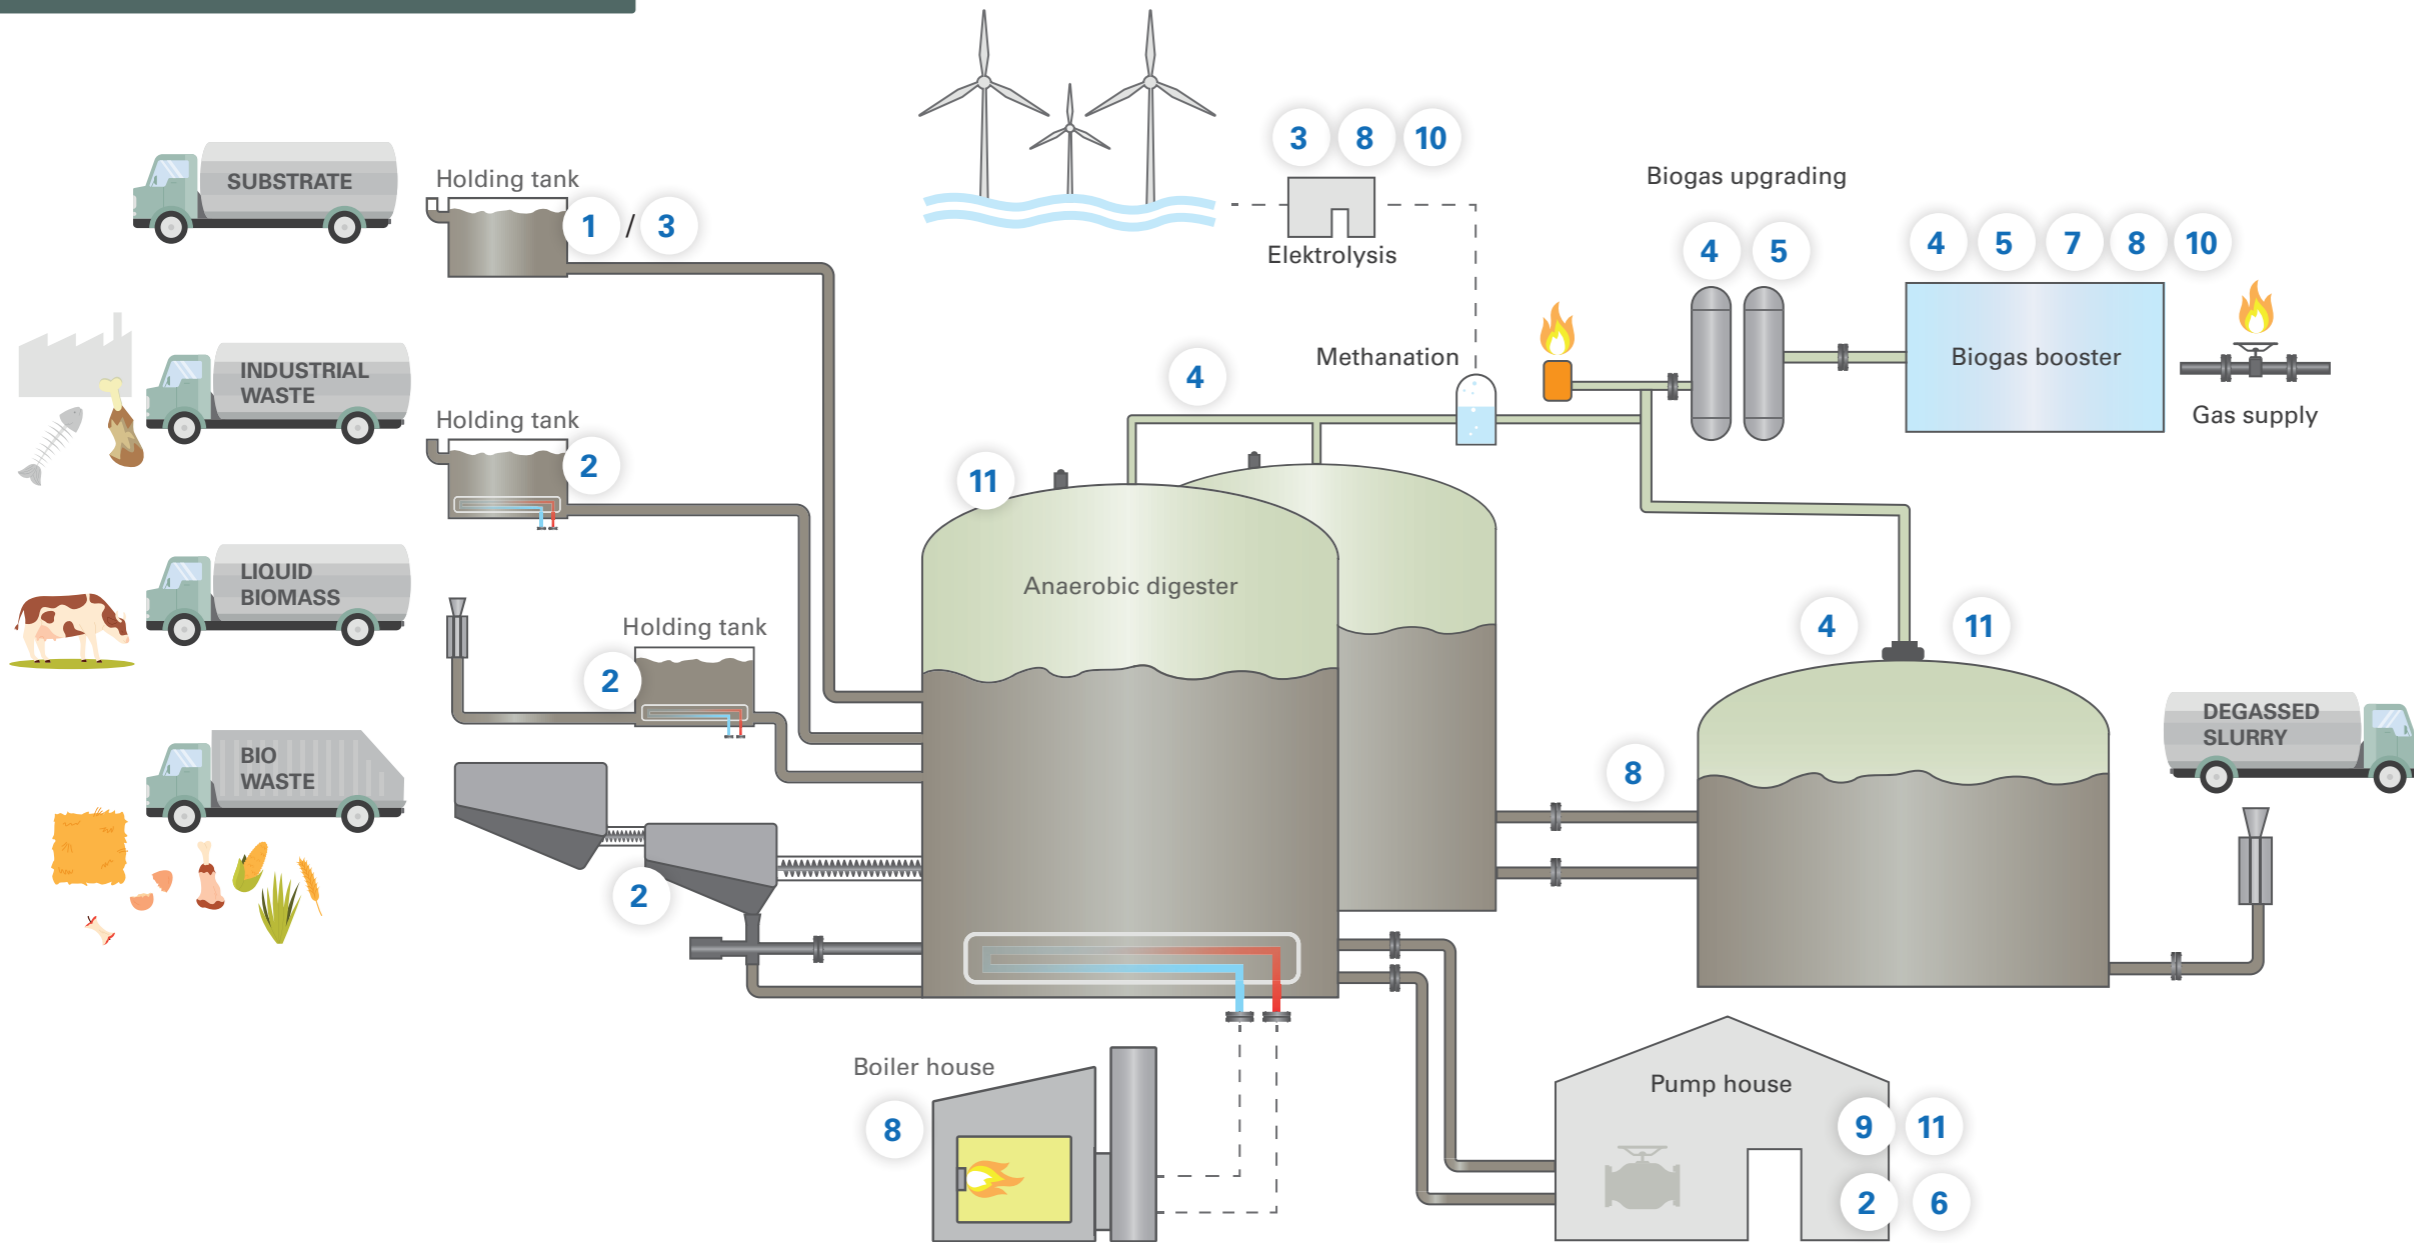 SUBSTRATE
Holding tank
1 / 3
3 8 10
Elektrolysis
Biogas upgrading
4 5
4 5 7 8 10
Biogas booster
Gas supply
INDUSTRIAL
WASTE
Holding tank
2
Methanation
4
11
Anaerobic digester
LIQUID
BIOMASS
Holding tank
2
4 11
BIO
WASTE
2
8
DEGASSED
SLURRY
Boiler house
8
Pump house
9 11
2 6